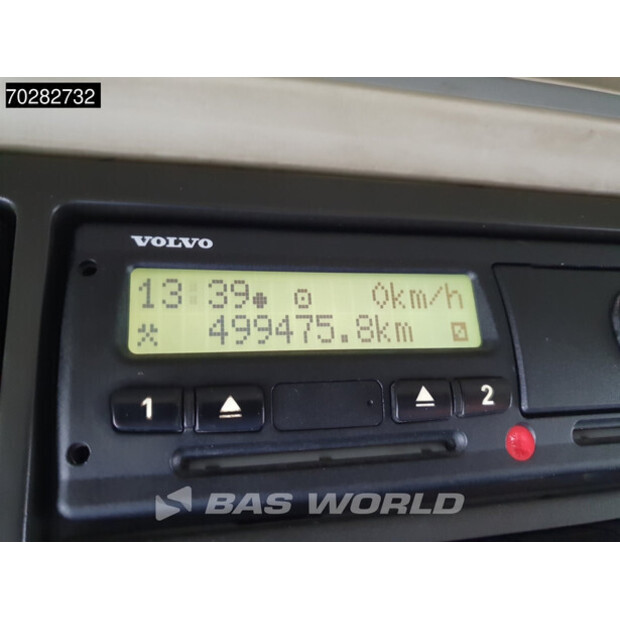 70282732
VOLVO
13:39 0km/h
499475.8km
1 2
BAS WORLD